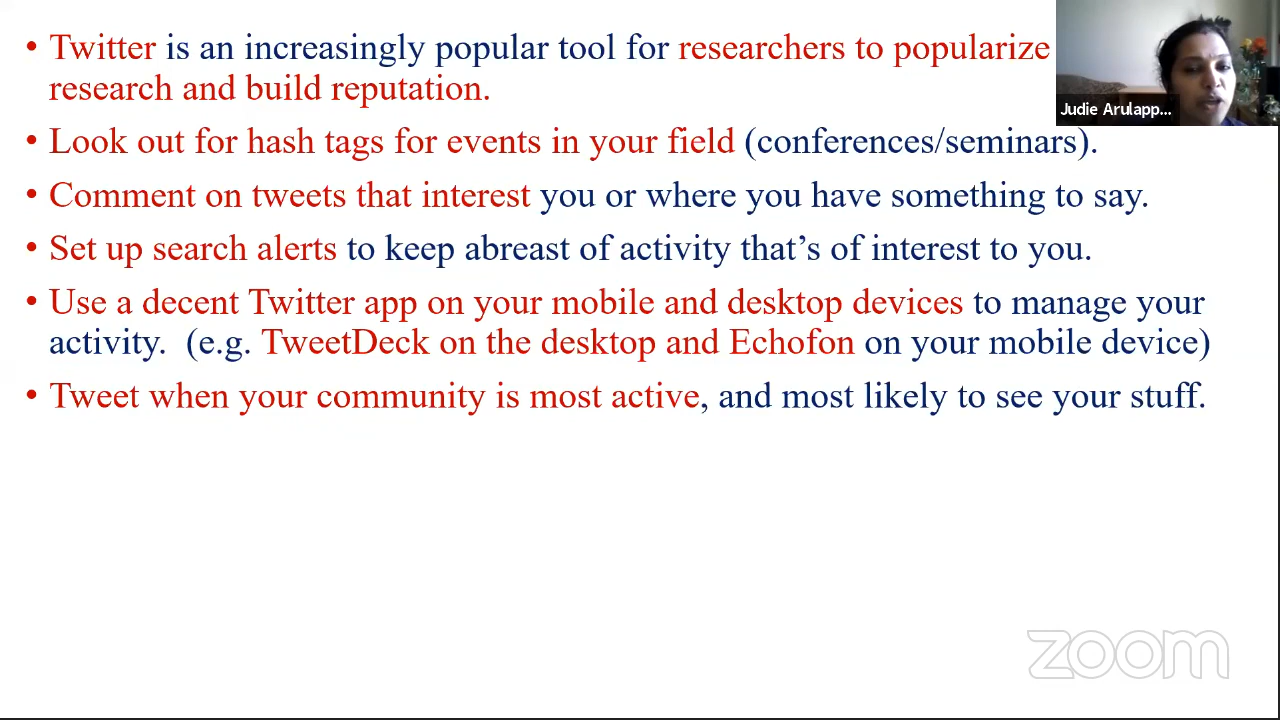 • Twitter is an increasingly popular tool for researchers to popularize
research and build reputation.
• Look out for hash tags for events in your field (conferences/seminars).
• Comment on tweets that interest you or where you have something to say.
• Set up search alerts to keep abreast of activity that’s of interest to you.
• Use a decent Twitter app on your mobile and desktop devices to manage your
activity.  (e.g. TweetDeck on the desktop and Echofon on your mobile device)
• Tweet when your community is most active, and most likely to see your stuff.
Judie Arulapp...
zoom